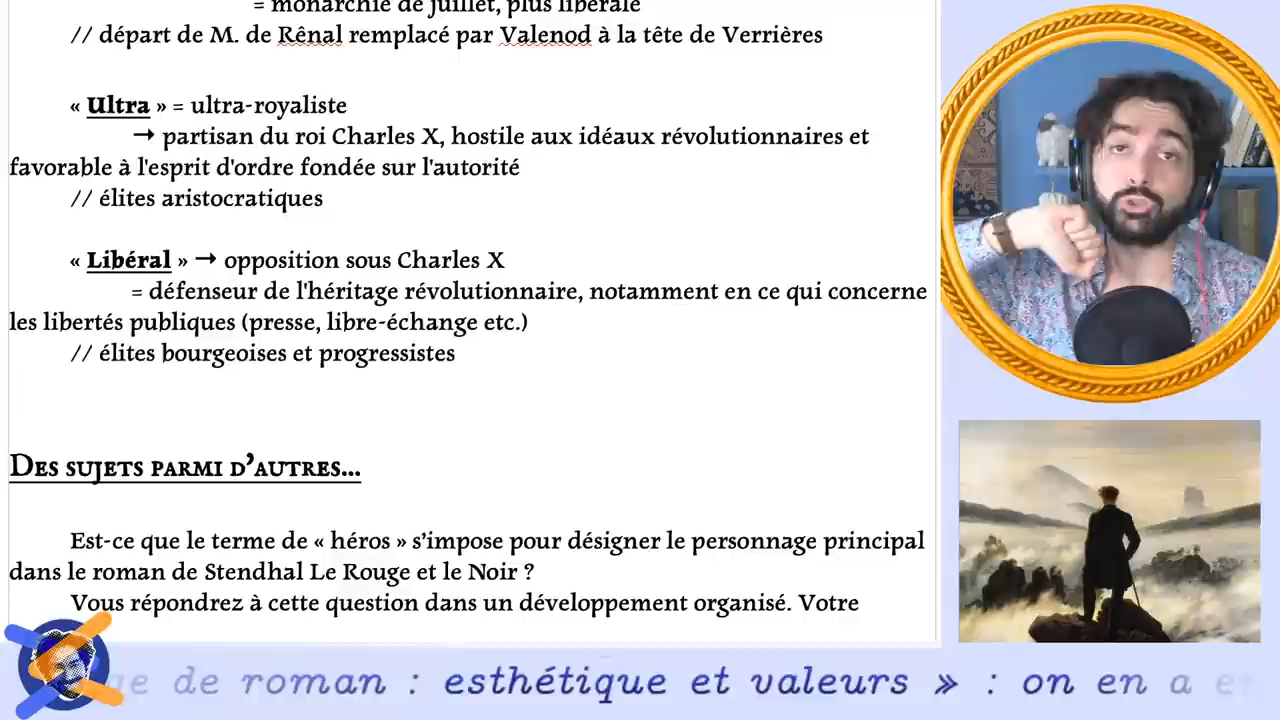 = monarchie de juillet, plus libérale
// départ de M. de Rênal remplacé par Valenod à la tête de Verrières
« Ultra » = ultra-royaliste
→ partisan du roi Charles X, hostile aux idéaux révolutionnaires et
favorable à l'esprit d'ordre fondée sur l'autorité
// élites aristocratiques
« Libéral » → opposition sous Charles X
= défenseur de l'héritage révolutionnaire, notamment en ce qui concerne
les libertés publiques (presse, libre-échange etc.)
// élites bourgeoises et progressistes
Des sujets parmi d'autres...
Est-ce que le terme de « héros » s'impose pour désigner le personnage principal
dans le roman de Stendhal Le Rouge et le Noir ?
Vous répondrez à cette question dans un développement organisé. Votre
de roman : esthétique et valeurs » : on en a